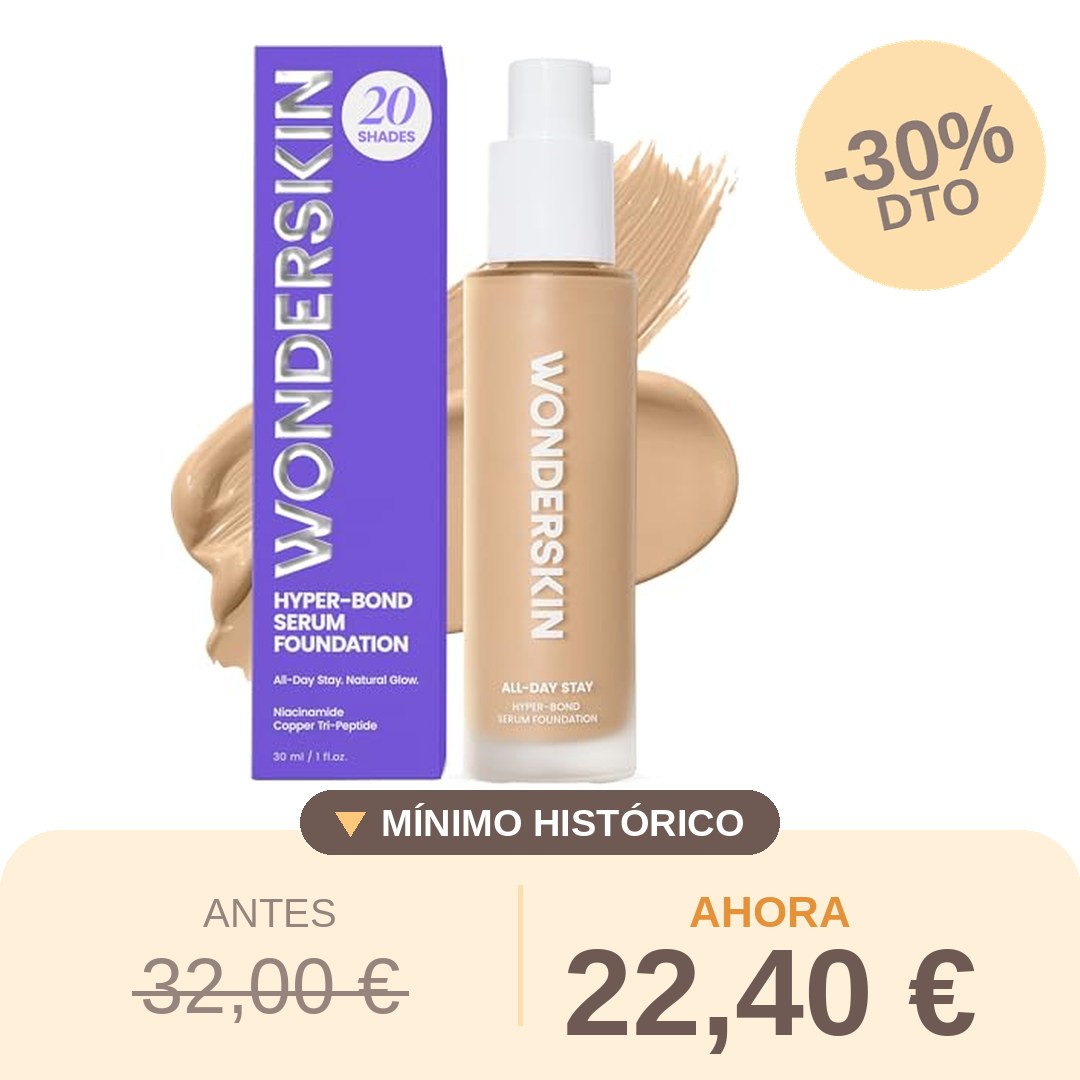 WONDERSKIN
20
SHADES
HYPER-BOND
SERUM
FOUNDATION
All-Day Stay. Natural Glow.
Niacinamide
Copper Tri-Peptide
30 ml / 1 fl.oz.
WONDERSKIN
ALL-DAY STAY
HYPER-BOND
SERUM FOUNDATION
-30%
DTO
MÍNIMO HISTÓRICO
ANTES
32,00 €
AHORA
22,40 €